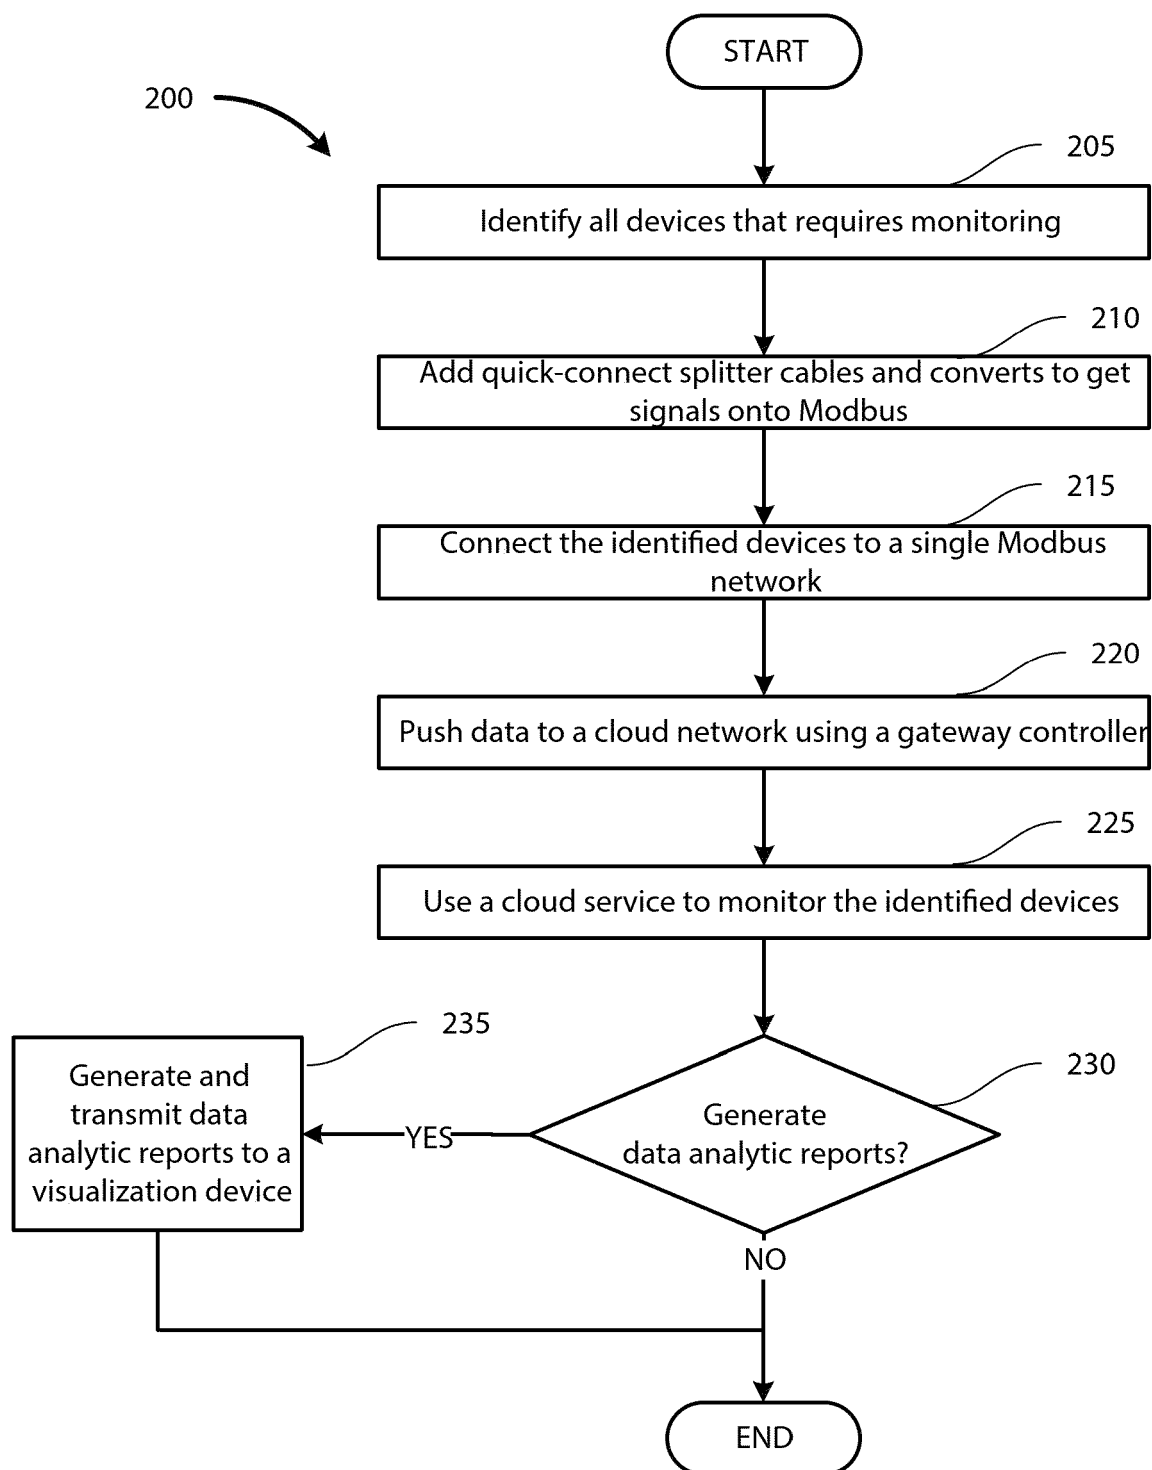 START
200
205
Identify all devices that requires monitoring
210
Add quick-connect splitter cables and converts to get
signals onto Modbus
215
Connect the identified devices to a single Modbus
network
220
Push data to a cloud network using a gateway controller
225
Use a cloud service to monitor the identified devices
235
Generate and
transmit data
analytic reports to a
visualization device
230
Generate
data analytic reports?
YES
NO
END